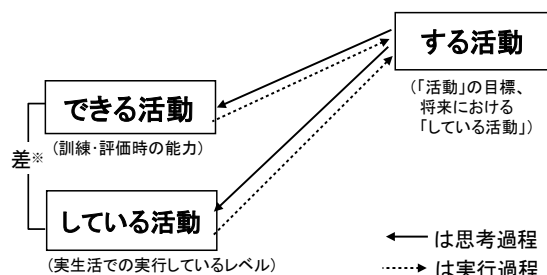 する活動
(「活動」の目標、
将来における
「している活動」)
できる活動
(訓練・評価時の能力)
差※
している活動
(実生活での実行しているレベル)
は思考過程
は実行過程